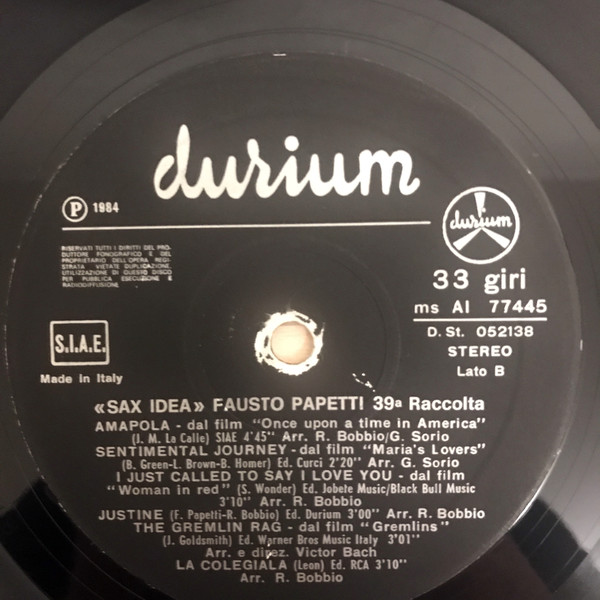 durium
P 1984
RISERVATI TUTTI I DIRITTI DEL PRO-
DUTTORE FONOGRAFICO E DEL
PROPRIETARIO DELL'OPERA REGI-
STRATA VIETATE DUPLICAZIONE.
UTILIZZAZIONE DI QUESTO DISCO
PER PUBBLICA ESECUZIONE E
RADIODIFFUSIONE
durium
33 giri
ms AI 77445
D. St. 052138
STEREO
Lato B
S.I.A.E.
Made in Italy
«SAX IDEA» FAUSTO PAPETTI 39a Raccolta
AMAPOLA - dal film "Once upon a time in America"
(J. M. La Calle) SIAE 4'45" Arr. R. Bobbio/G. Sorio
SENTIMENTAL JOURNEY - dal film "Maria's Lovers"
(B. Green-L. Brown-B. Homer) Ed. Curci 2'20" Arr. G. Sorio
I JUST CALLED TO SAY I LOVE YOU - dal film
"Woman in red" (S. Wonder) Ed. Jobete Music/Black Bull Music
3'10" Arr. R. Bobbio
JUSTINE (F. Papetti-R. Bobbio) Ed. Durium 3'00" Arr. R. Bobbio
THE GREMLIN RAG - dal film "Gremlins"
(J. Goldsmith) Ed. Warner Bros Music Italy 3'01"
Arr. e direz. Victor Bach
LA COLEGIALA (Leon) Ed. RCA 3'10"
Arr. R. Bobbio